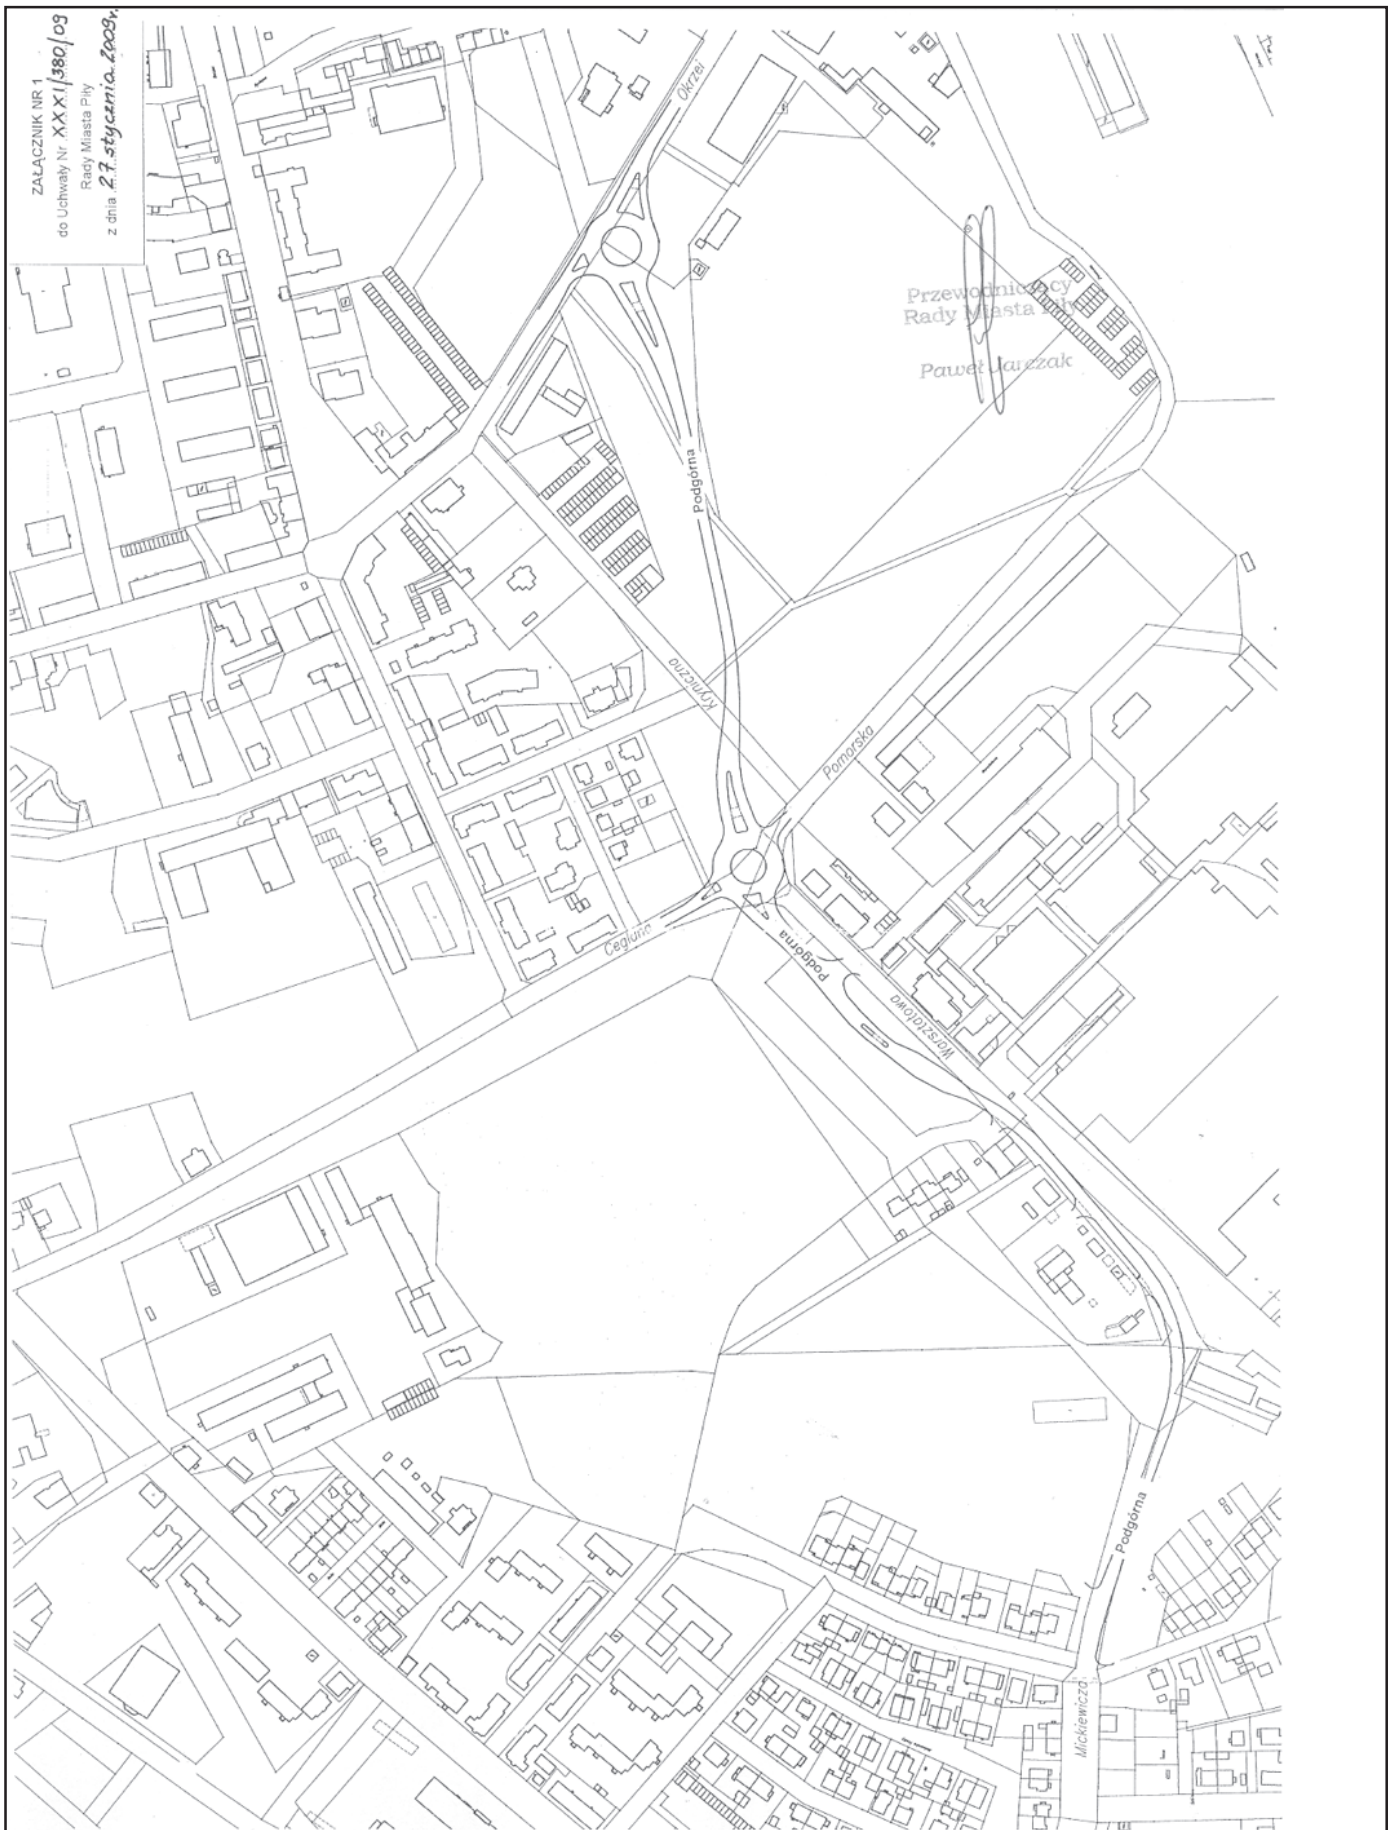 ZAŁĄCZNIK NR 1
do Uchwały Nr XXXI/380/09
Rady Miasta Piły
z dnia 27 stycznia 2009r.
Okrzei
Przewodniczący
Rady Miasta Piły
Paweł Jarczak
Podgórna
Kryniczna
Pomorska
Ceglana
Podgórna
Warsztatowa
Podgórna
Mickiewicza